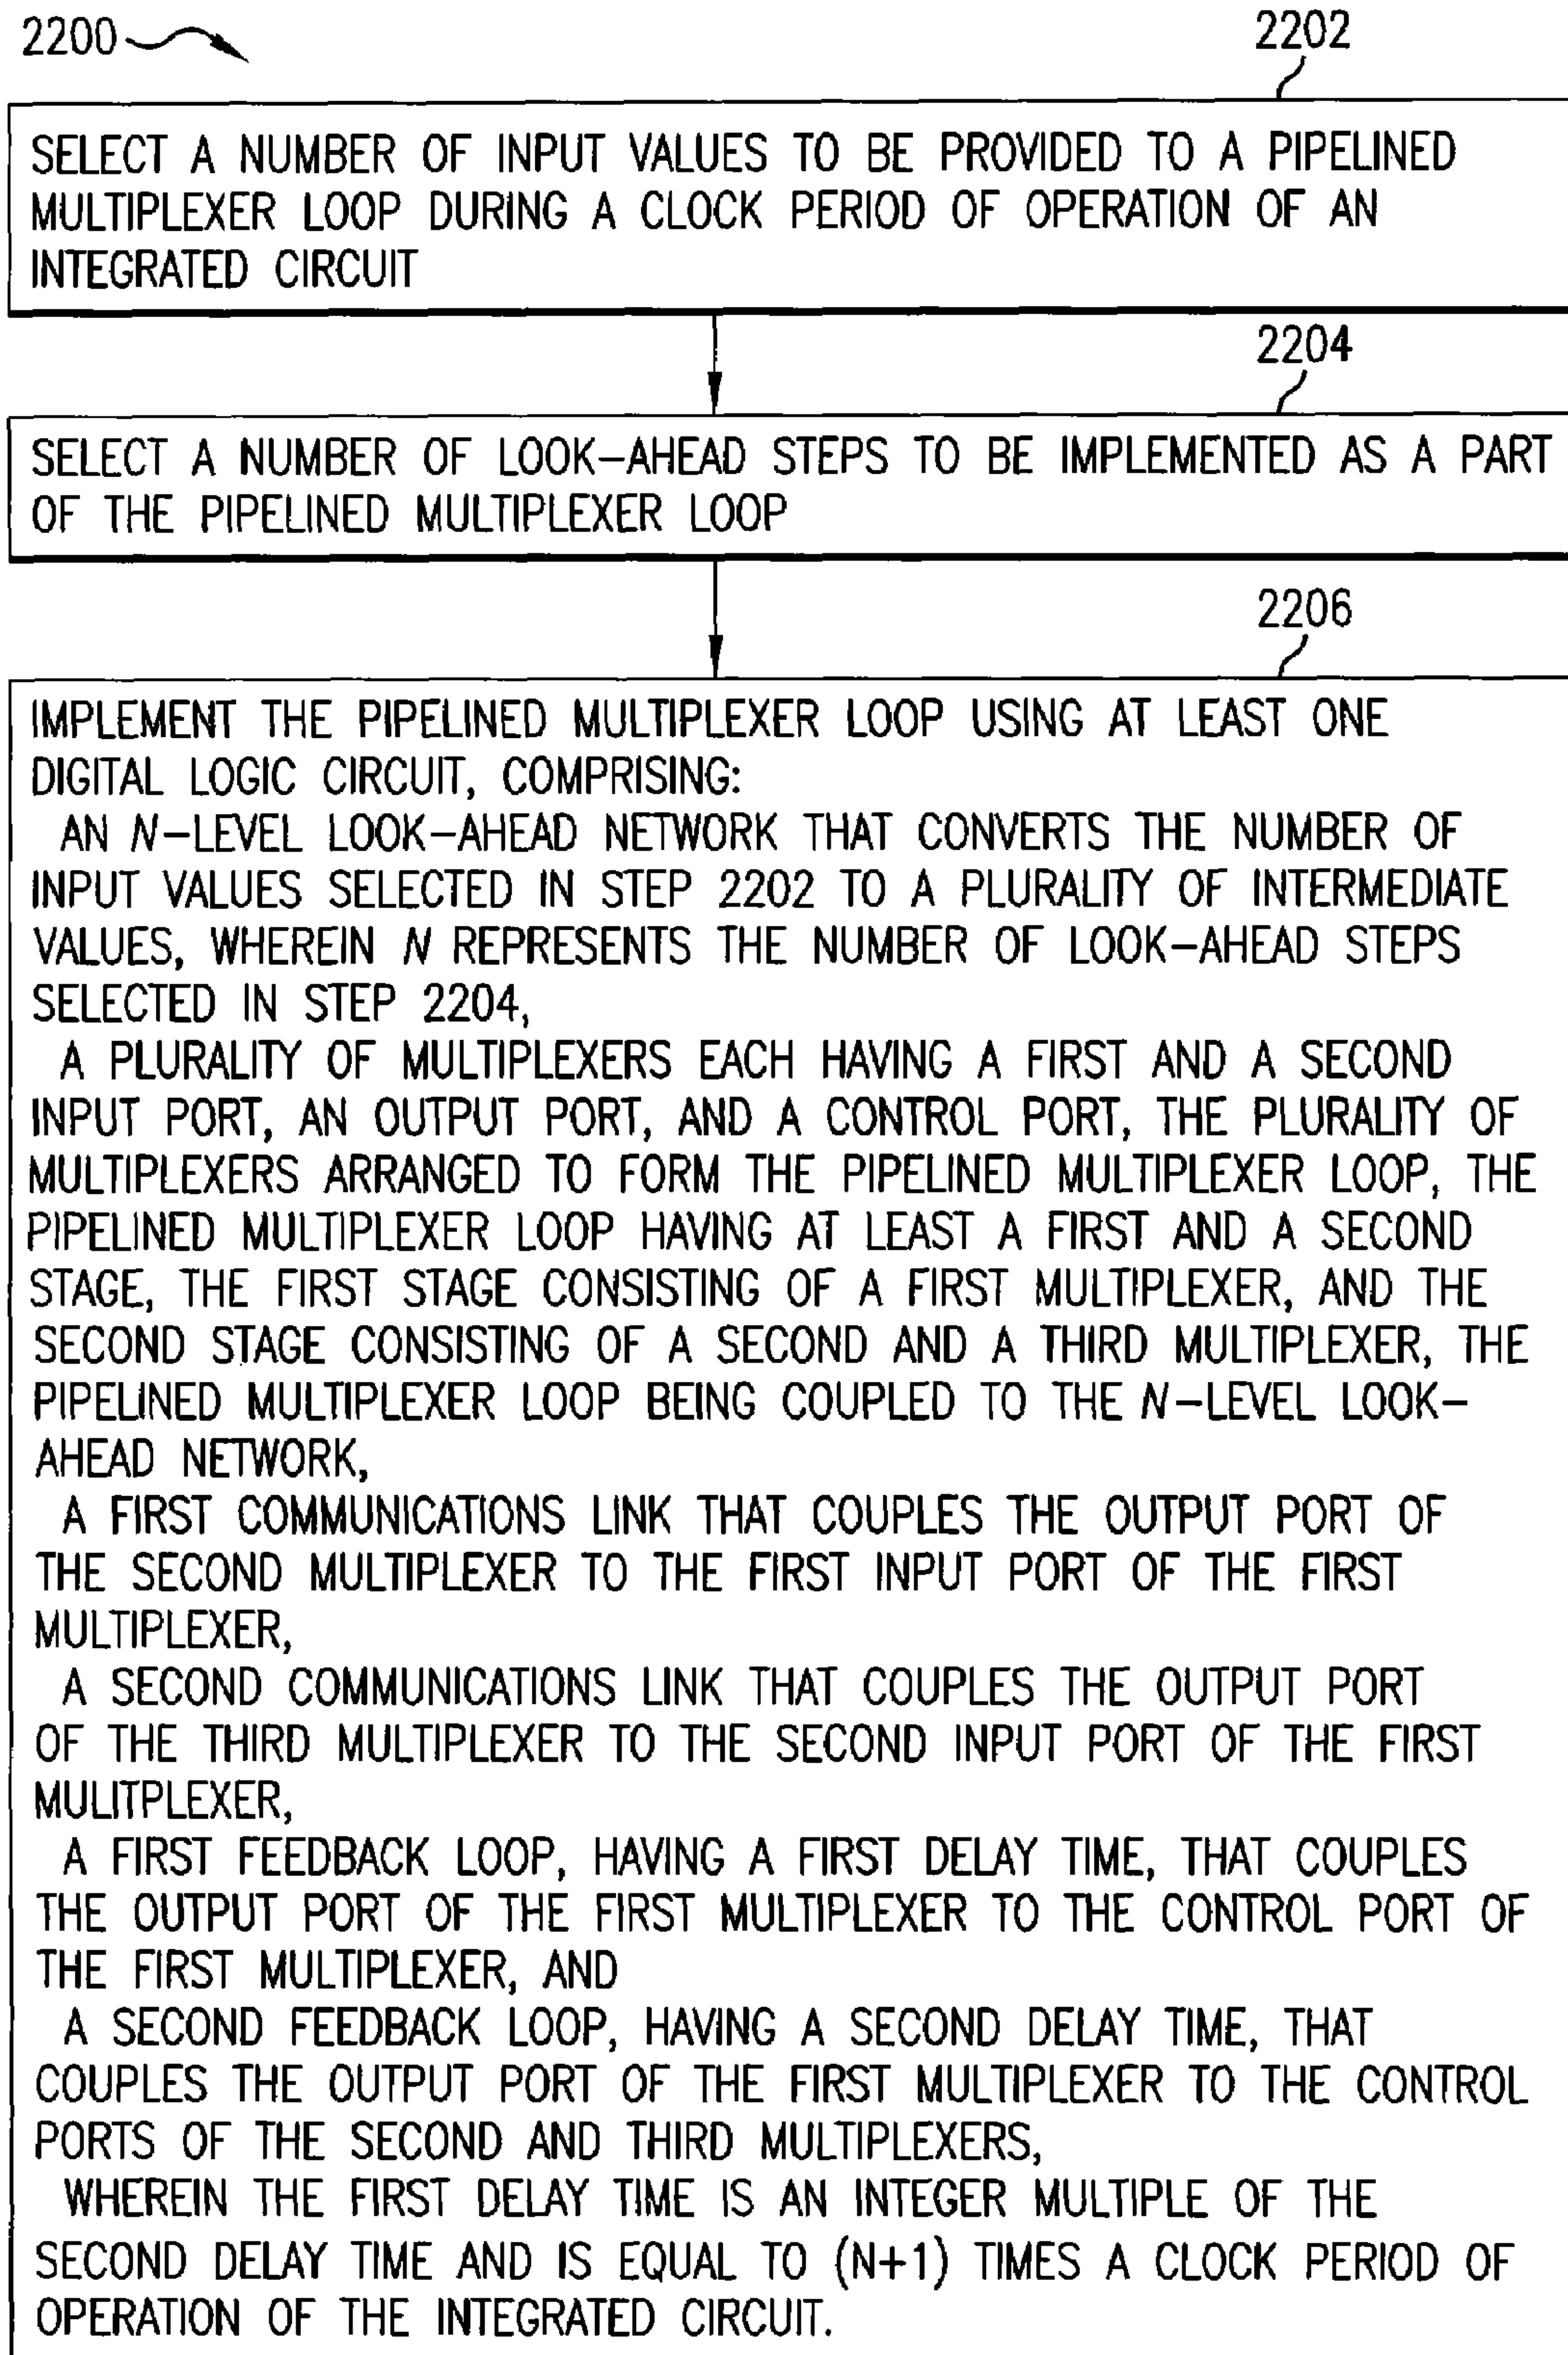 2200
2202
SELECT A NUMBER OF INPUT VALUES TO BE PROVIDED TO A PIPELINED
MULTIPLEXER LOOP DURING A CLOCK PERIOD OF OPERATION OF AN
INTEGRATED CIRCUIT
2204
SELECT A NUMBER OF LOOK-AHEAD STEPS TO BE IMPLEMENTED AS A PART
OF THE PIPELINED MULTIPLEXER LOOP
2206
IMPLEMENT THE PIPELINED MULTIPLEXER LOOP USING AT LEAST ONE
DIGITAL LOGIC CIRCUIT, COMPRISING:
AN N-LEVEL LOOK-AHEAD NETWORK THAT CONVERTS THE NUMBER OF
INPUT VALUES SELECTED IN STEP 2202 TO A PLURALITY OF INTERMEDIATE
VALUES, WHEREIN N REPRESENTS THE NUMBER OF LOOK-AHEAD STEPS
SELECTED IN STEP 2204,
A PLURALITY OF MULTIPLEXERS EACH HAVING A FIRST AND A SECOND
INPUT PORT, AN OUTPUT PORT, AND A CONTROL PORT, THE PLURALITY OF
MULTIPLEXERS ARRANGED TO FORM THE PIPELINED MULTIPLEXER LOOP, THE
PIPELINED MULTIPLEXER LOOP HAVING AT LEAST A FIRST AND A SECOND
STAGE, THE FIRST STAGE CONSISTING OF A FIRST MULTIPLEXER, AND THE
SECOND STAGE CONSISTING OF A SECOND AND A THIRD MULTIPLEXER, THE
PIPELINED MULTIPLEXER LOOP BEING COUPLED TO THE N-LEVEL LOOK-
AHEAD NETWORK,
A FIRST COMMUNICATIONS LINK THAT COUPLES THE OUTPUT PORT OF
THE SECOND MULTIPLEXER TO THE FIRST INPUT PORT OF THE FIRST
MULTIPLEXER,
A SECOND COMMUNICATIONS LINK THAT COUPLES THE OUTPUT PORT
OF THE THIRD MULTIPLEXER TO THE SECOND INPUT PORT OF THE FIRST
MULITPLEXER,
A FIRST FEEDBACK LOOP, HAVING A FIRST DELAY TIME, THAT COUPLES
THE OUTPUT PORT OF THE FIRST MULTIPLEXER TO THE CONTROL PORT OF
THE FIRST MULTIPLEXER, AND
A SECOND FEEDBACK LOOP, HAVING A SECOND DELAY TIME, THAT
COUPLES THE OUTPUT PORT OF THE FIRST MULTIPLEXER TO THE CONTROL
PORTS OF THE SECOND AND THIRD MULTIPLEXERS,
WHEREIN THE FIRST DELAY TIME IS AN INTEGER MULTIPLE OF THE
SECOND DELAY TIME AND IS EQUAL TO (N+1) TIMES A CLOCK PERIOD OF
OPERATION OF THE INTEGRATED CIRCUIT.